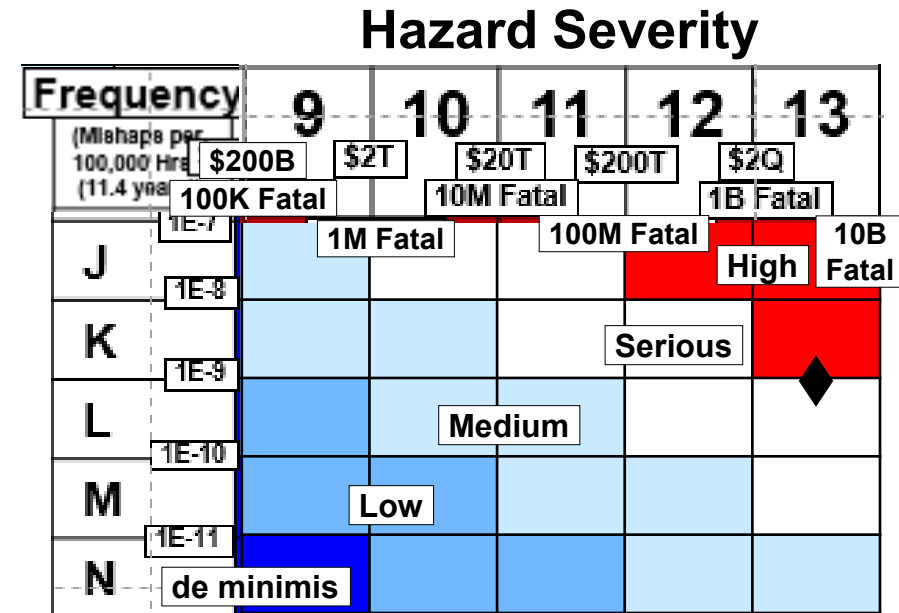 Hazard Severity
Frequency
9 10 11 12 13
(Mishaps per
100,000 Hrs
(11.4 yea
$200B $2T $20T $200T $2Q
100K Fatal 10M Fatal 1B Fatal
1M Fatal 100M Fatal 10B
Fatal
1E-7
J
High
1E-8
K
Serious
1E-9
L
Medium
1E-10
M
Low
1E-11
N
de minimis